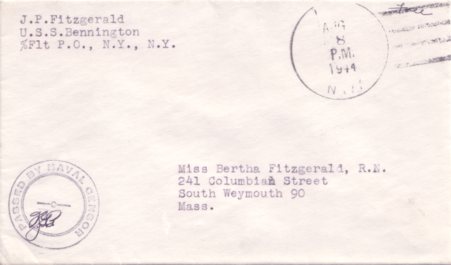 J.P.Fitzgerald
U.S.S.Bennington
%Flt P.O., N.Y., N.Y.
AUG
8
P.M.
1944
Free
Miss Bertha Fitzgerald, R.N.
241 Columbian Street
South Weymouth 90
Mass.
PASSED BY NAVAL CENSOR